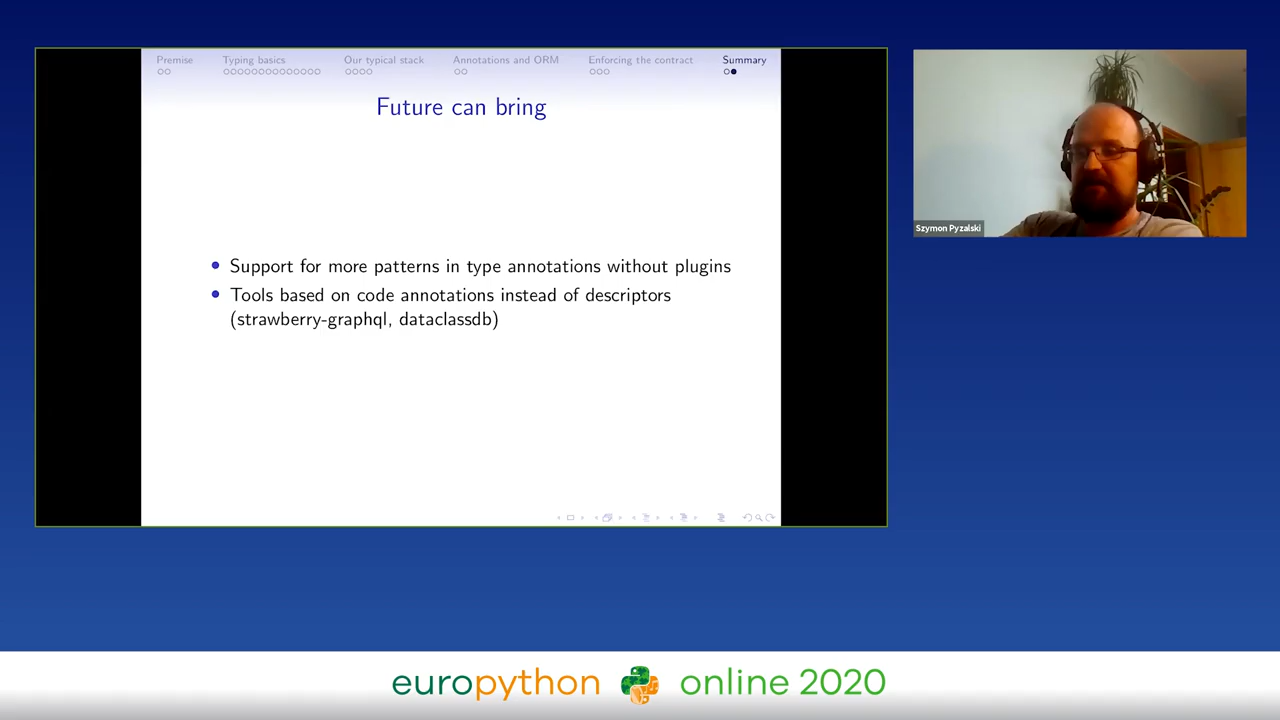 Premise Typing basics Our typical stack Annotations and ORM Enforcing the contract Summary
Future can bring
Support for more patterns in type annotations without plugins
Tools based on code annotations instead of descriptors
(strawberry-graphql, dataclassdb)
Szymon Pyzalski
europython online 2020